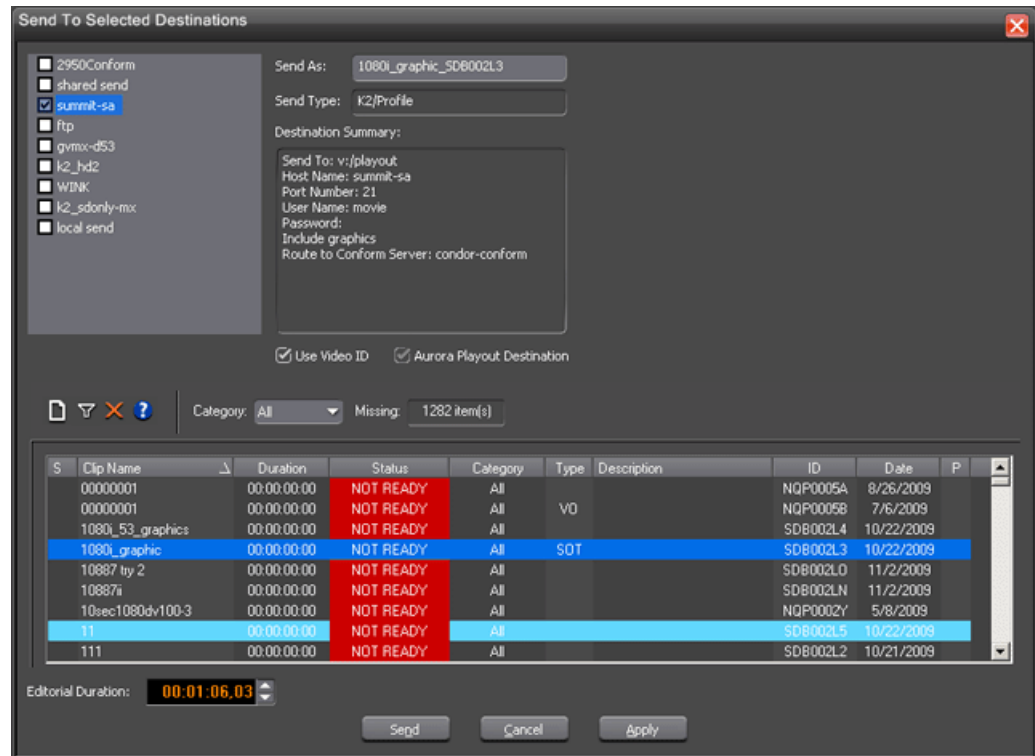 Send To Selected Destinations
2950Conform
shared send
summit-sa
ftp
gvmx-d53
k2_hd2
WINK
k2_sdonly-mx
local send
Send As: 1080i_graphic_SDB002L3
Send Type: K2/Profile
Destination Summary:
Send To: v:/playout
Host Name: summit-sa
Port Number: 21
User Name: movie
Password:
Include graphics
Route to Conform Server: condor-conform
Use Video ID Aurora Playout Destination
Category: All Missing: 1282 item(s)
S Clip Name Duration Status Category Type Description ID Date P
00000001 00:00:00:00 NOT READY All NQP0005A 8/26/2009
00000001 00:00:00:00 NOT READY All VO NQP0005B 7/6/2009
1080i_53_graphics 00:00:00:00 NOT READY All SDB002L4 10/22/2009
1080i_graphic 00:00:00:00 NOT READY All SOT SDB002L3 10/22/2009
10887 try 2 00:00:00:00 NOT READY All SDB002LO 11/2/2009
10887ii 00:00:00:00 NOT READY All SDB002LN 11/2/2009
10sec1080dv100-3 00:00:00:00 NOT READY All NQP0002Y 5/8/2009
11 00:00:00:00 NOT READY All SDB002L5 10/22/2009
111 00:00:00:00 NOT READY All SDB002L2 10/21/2009
Editorial Duration: 00:01:06,03
Send Cancel Apply